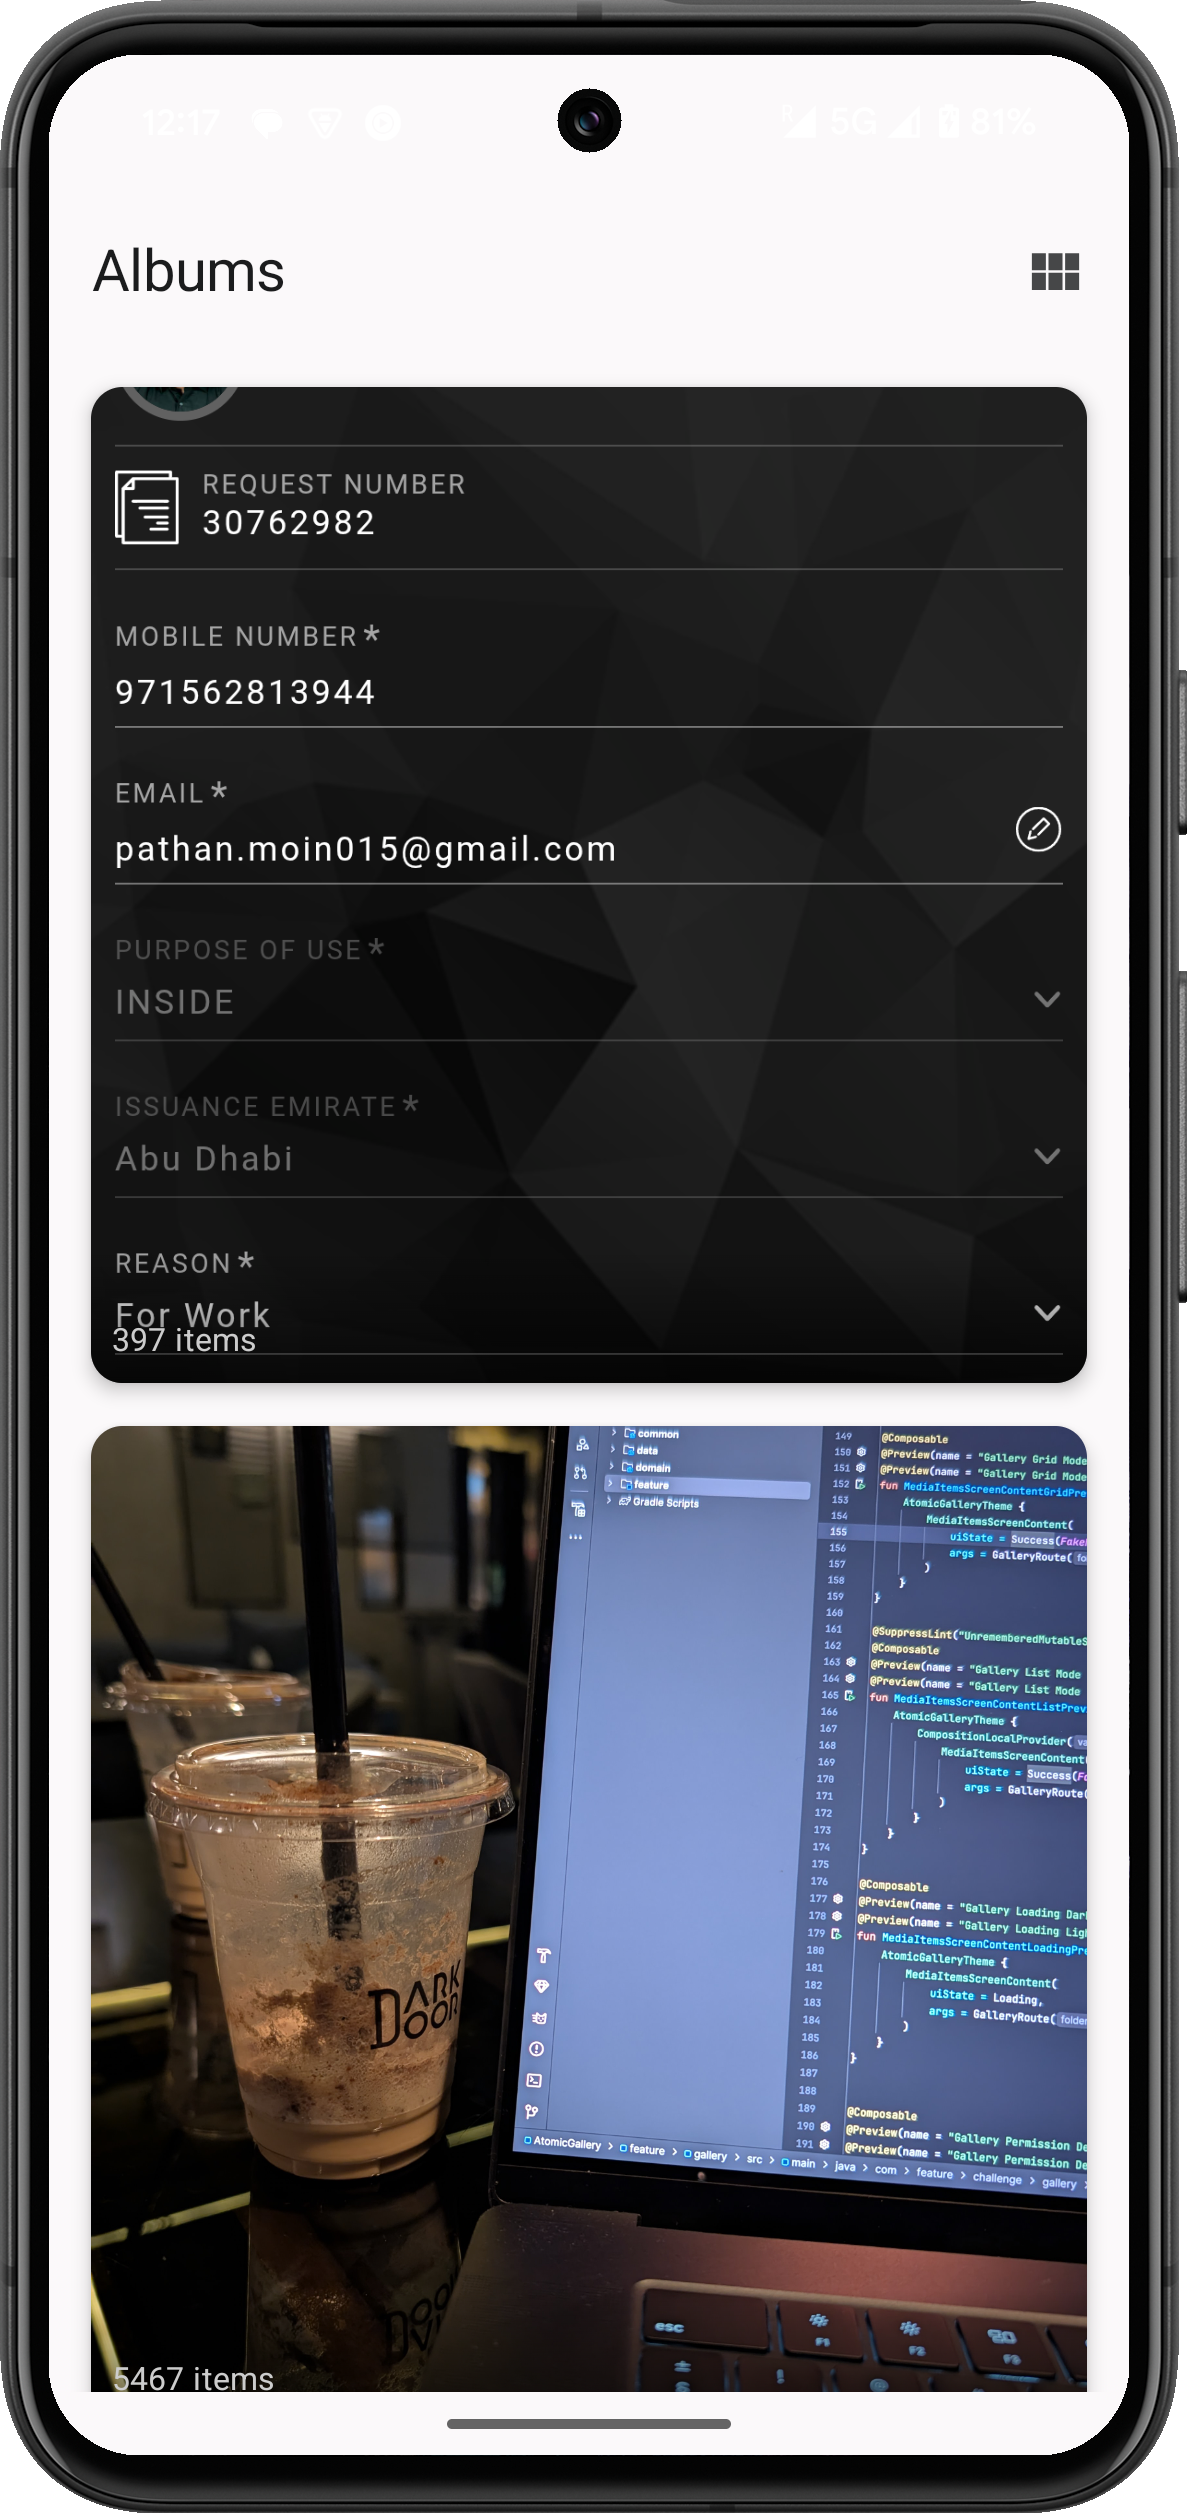 12:17
R 5G 81%
Albums
REQUEST NUMBER
30762982
MOBILE NUMBER*
971562813944
EMAIL*
pathan.moin015@gmail.com
PURPOSE OF USE*
INSIDE
ISSUANCE EMIRATE*
Abu Dhabi
REASON*
For Work
397 items
common
data
domain
feature
Gradle Scripts
149 @Composable
150 @Preview(name = "Gallery Grid Mode
151 @Preview(name = "Gallery Grid Mode
152 fun MediaItemsScreenContentGridPre
153 AtomicGalleryTheme {
154 MediaItemsScreenContent(
155 uiState = Success(Fake
156 args = GalleryRoute( fo
157 )
158 }
159 }
160
161 @SuppressLint("UnrememberedMutableS
162 @Composable
163 @Preview(name = "Gallery List Mode
164 @Preview(name = "Gallery List Mode
165 fun MediaItemsScreenContentListPrev
166 AtomicGalleryTheme {
167 CompositionLocalProvider( va
168 MediaItemsScreenContent(
169 uiState = Success(Fa
170 args = GalleryRoute(
171 )
172 }
173 }
174 }
175
176 @Composable
177 @Preview(name = "Gallery Loading Dar
178 @Preview(name = "Gallery Loading Lig
179 fun MediaItemsScreenContentLoadingPre
180 AtomicGalleryTheme {
181 MediaItemsScreenContent(
182 uiState = Loading,
183 args = GalleryRoute( folder
184 )
185 }
186 }
187
188
189 @Composable
190 @Preview(name = "Gallery Permission De
191 @Preview(name = "Gallery Permission De
AtomicGallery > feature > gallery > src > main > java > com > feature > challenge > gallery >
DARK
DOOR
esc
F1
F2
F3
5467 items